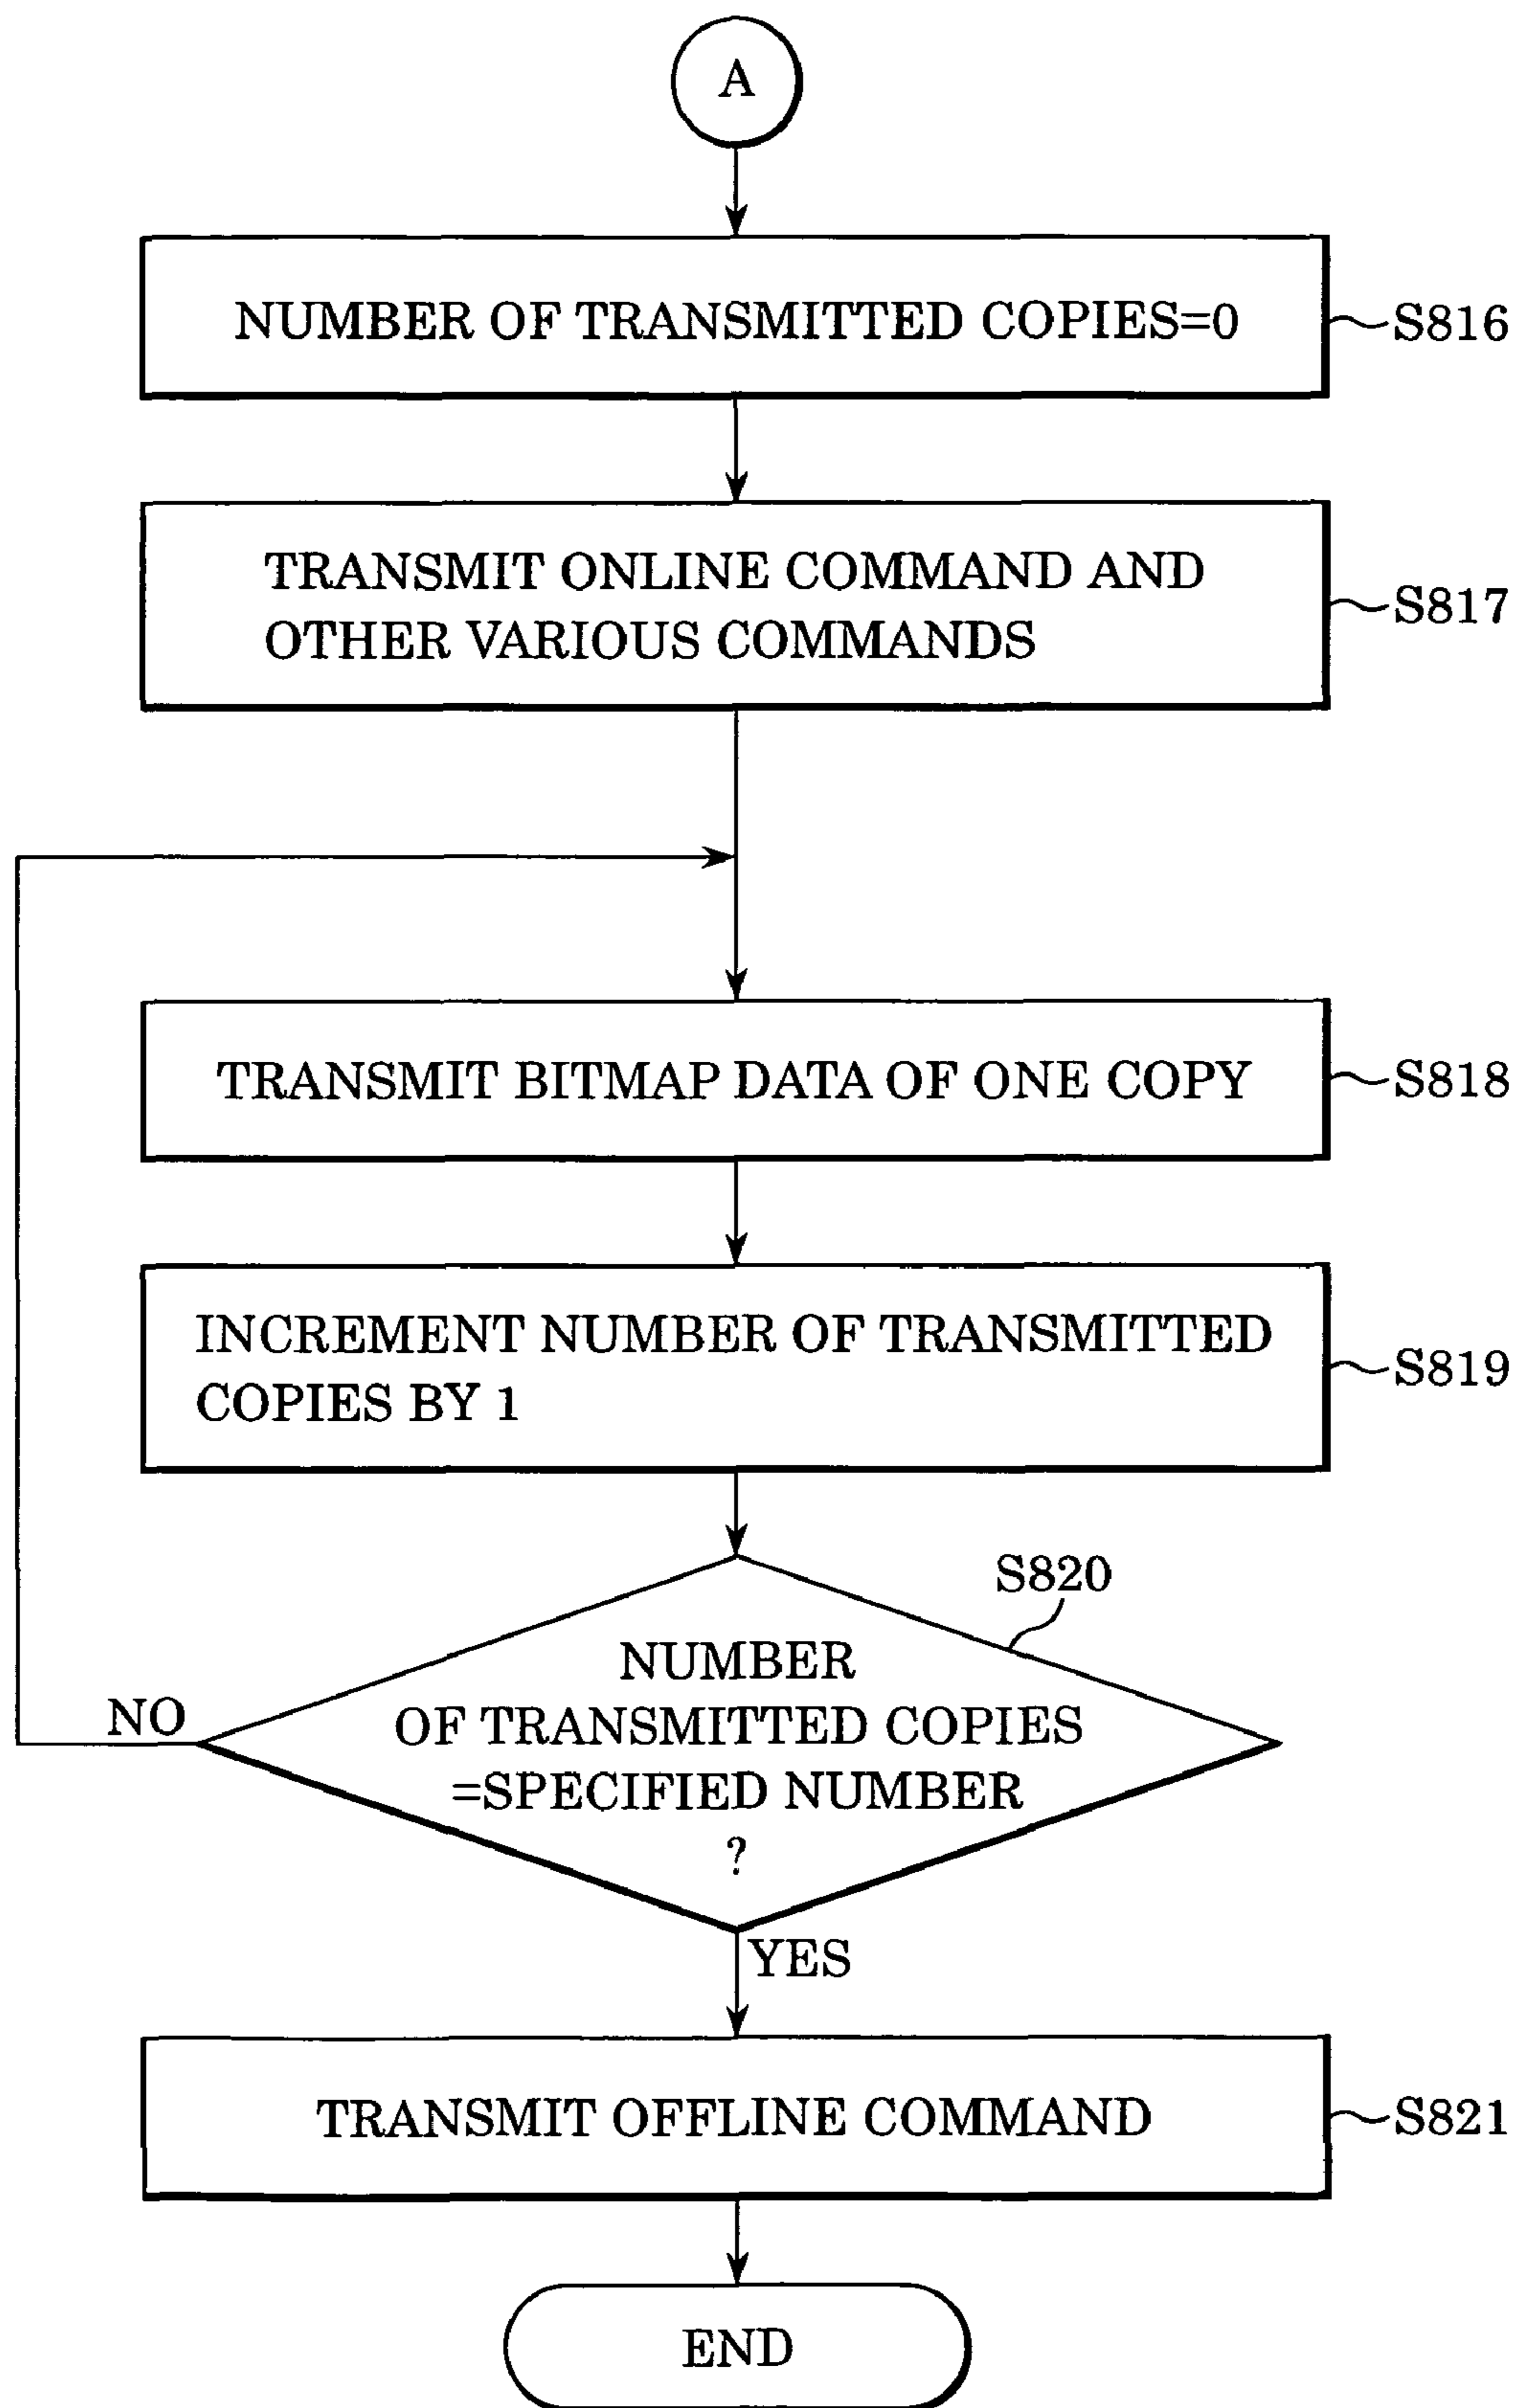 A
NUMBER OF TRANSMITTED COPIES=0
S816
TRANSMIT ONLINE COMMAND AND
OTHER VARIOUS COMMANDS
S817
TRANSMIT BITMAP DATA OF ONE COPY
S818
INCREMENT NUMBER OF TRANSMITTED
COPIES BY 1
S819
S820
NUMBER
OF TRANSMITTED COPIES
=SPECIFIED NUMBER
?
NO
YES
TRANSMIT OFFLINE COMMAND
S821
END